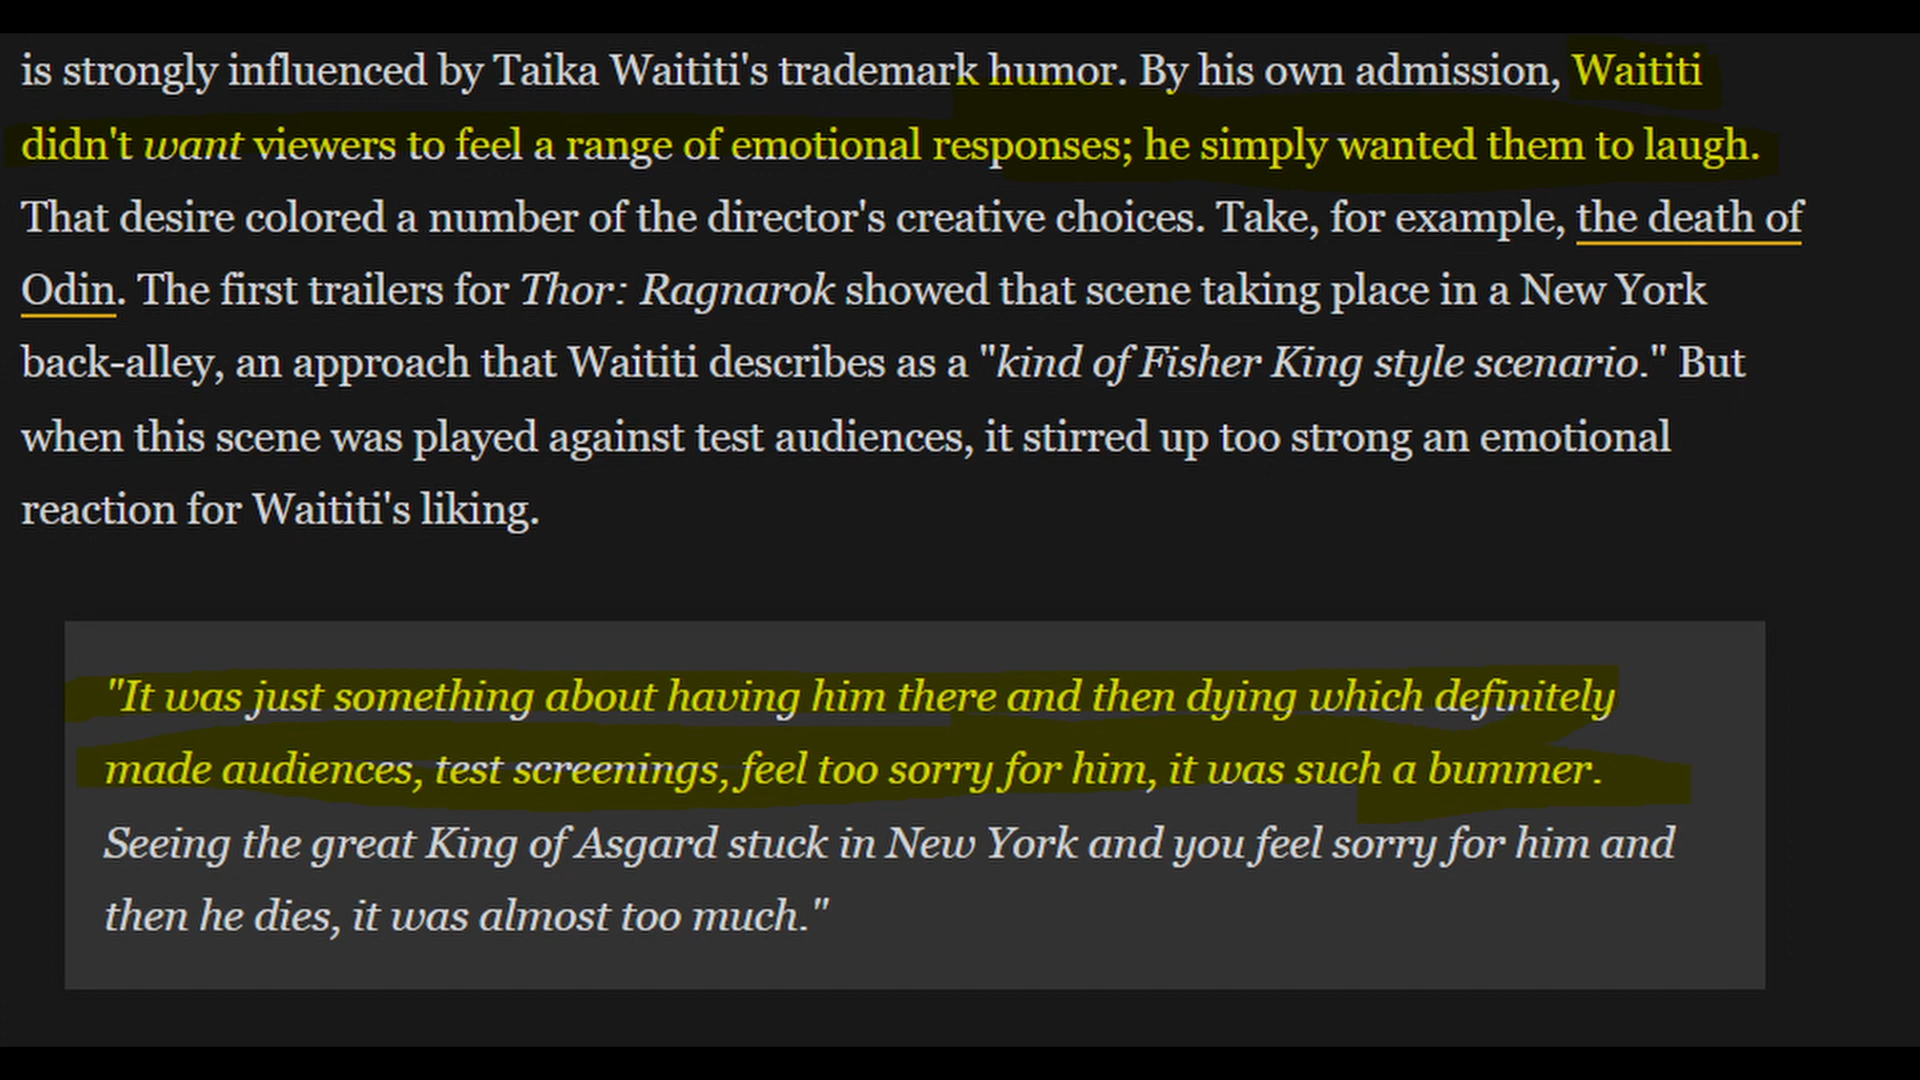 is strongly influenced by Taika Waititi's trademark humor. By his own admission, Waititi
didn't want viewers to feel a range of emotional responses; he simply wanted them to laugh.
That desire colored a number of the director's creative choices. Take, for example, the death of
Odin. The first trailers for Thor: Ragnarok showed that scene taking place in a New York
back-alley, an approach that Waititi describes as a "kind of Fisher King style scenario." But
when this scene was played against test audiences, it stirred up too strong an emotional
reaction for Waititi's liking.
"It was just something about having him there and then dying which definitely
made audiences, test screenings, feel too sorry for him, it was such a bummer.
Seeing the great King of Asgard stuck in New York and you feel sorry for him and
then he dies, it was almost too much."